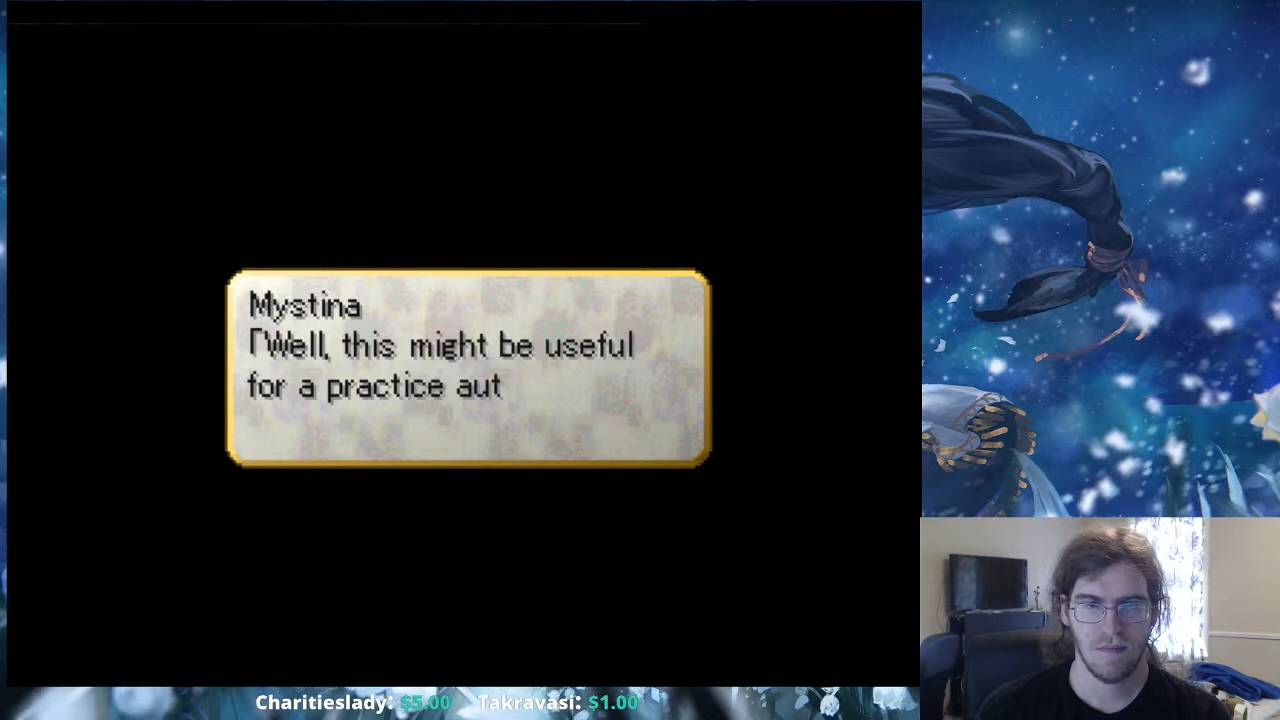 Mystina
「Well, this might be useful
for a practice aut
Charitieslady: $5.00 Takravasi: $1.00